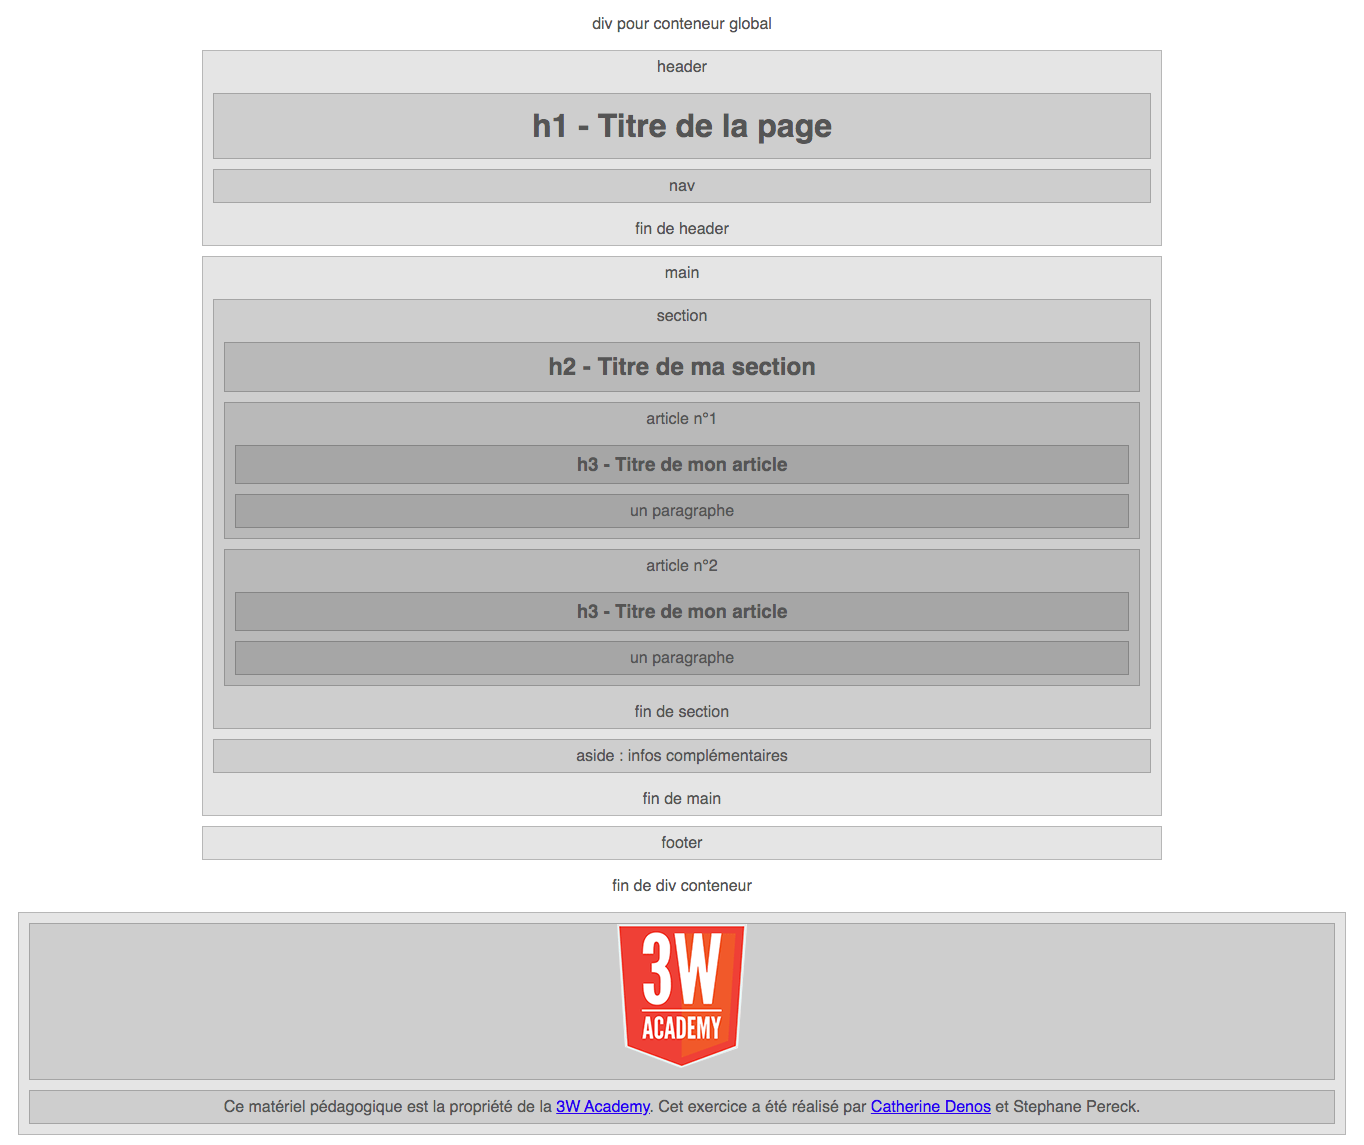 div pour conteneur global
header
h1 - Titre de la page
nav
fin de header
main
section
h2 - Titre de ma section
article n°1
h3 - Titre de mon article
un paragraphe
article n°2
h3 - Titre de mon article
un paragraphe
fin de section
aside : infos complémentaires
fin de main
footer
fin de div conteneur
3W
ACADEMY
Ce matériel pédagogique est la propriété de la 3W Academy. Cet exercice a été réalisé par Catherine Denos et Stephane Pereck.